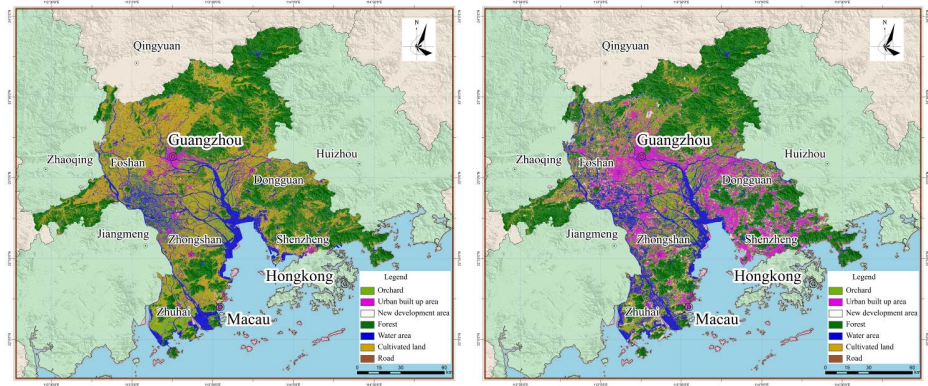 Qingyuan
Guangzhou
Zhaoqing
Foshan
Huizhou
Dongguan
Jiangmeng
Zhongshan
Shenzheng
Hongkong
Zhuhai
Macau
Legend
Orchard
Urban built up area
New development area
Forest
Water area
Cultivated land
Road
Qingyuan
Guangzhou
Zhaoqing
Foshan
Huizhou
Dongguan
Jiangmeng
Zhongshan
Shenzheng
Hongkong
Zhuhai
Macau
Legend
Orchard
Urban built up area
New development area
Forest
Water area
Cultivated land
Road